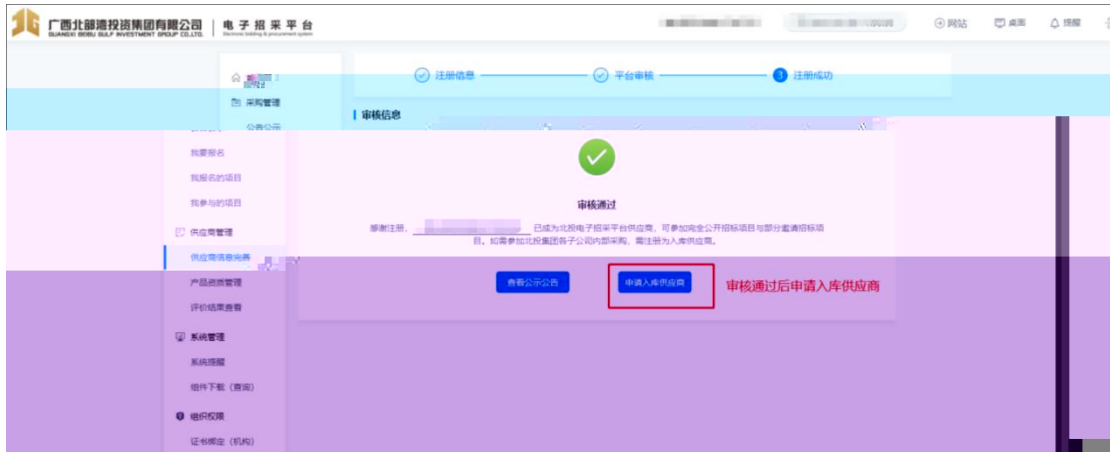 广西北部湾投资集团有限公司
GUANGXI BEIBU GULF INVESTMENT GROUP CO.,LTD.
电子招采平台
Electronic bidding & procurement system
网站
桌面
提醒
注册信息
平台审核
3 注册成功
采购管理
公告公示
审核信息
我要报名
我报名的项目
我参与的项目
供应商管理
供应商信息完善
产品资质管理
评价结果查看
系统管理
系统提醒
组件下载（查询）
组织权限
证书绑定（机构）
审核通过
感谢注册，
已成为北投电子招采平台供应商，可参加完全公开招标项目与部分邀请招标项
目。如需参加北投集团各子公司内部采购，需注册为入库供应商。
查看公示公告
申请入库供应商
审核通过后申请入库供应商